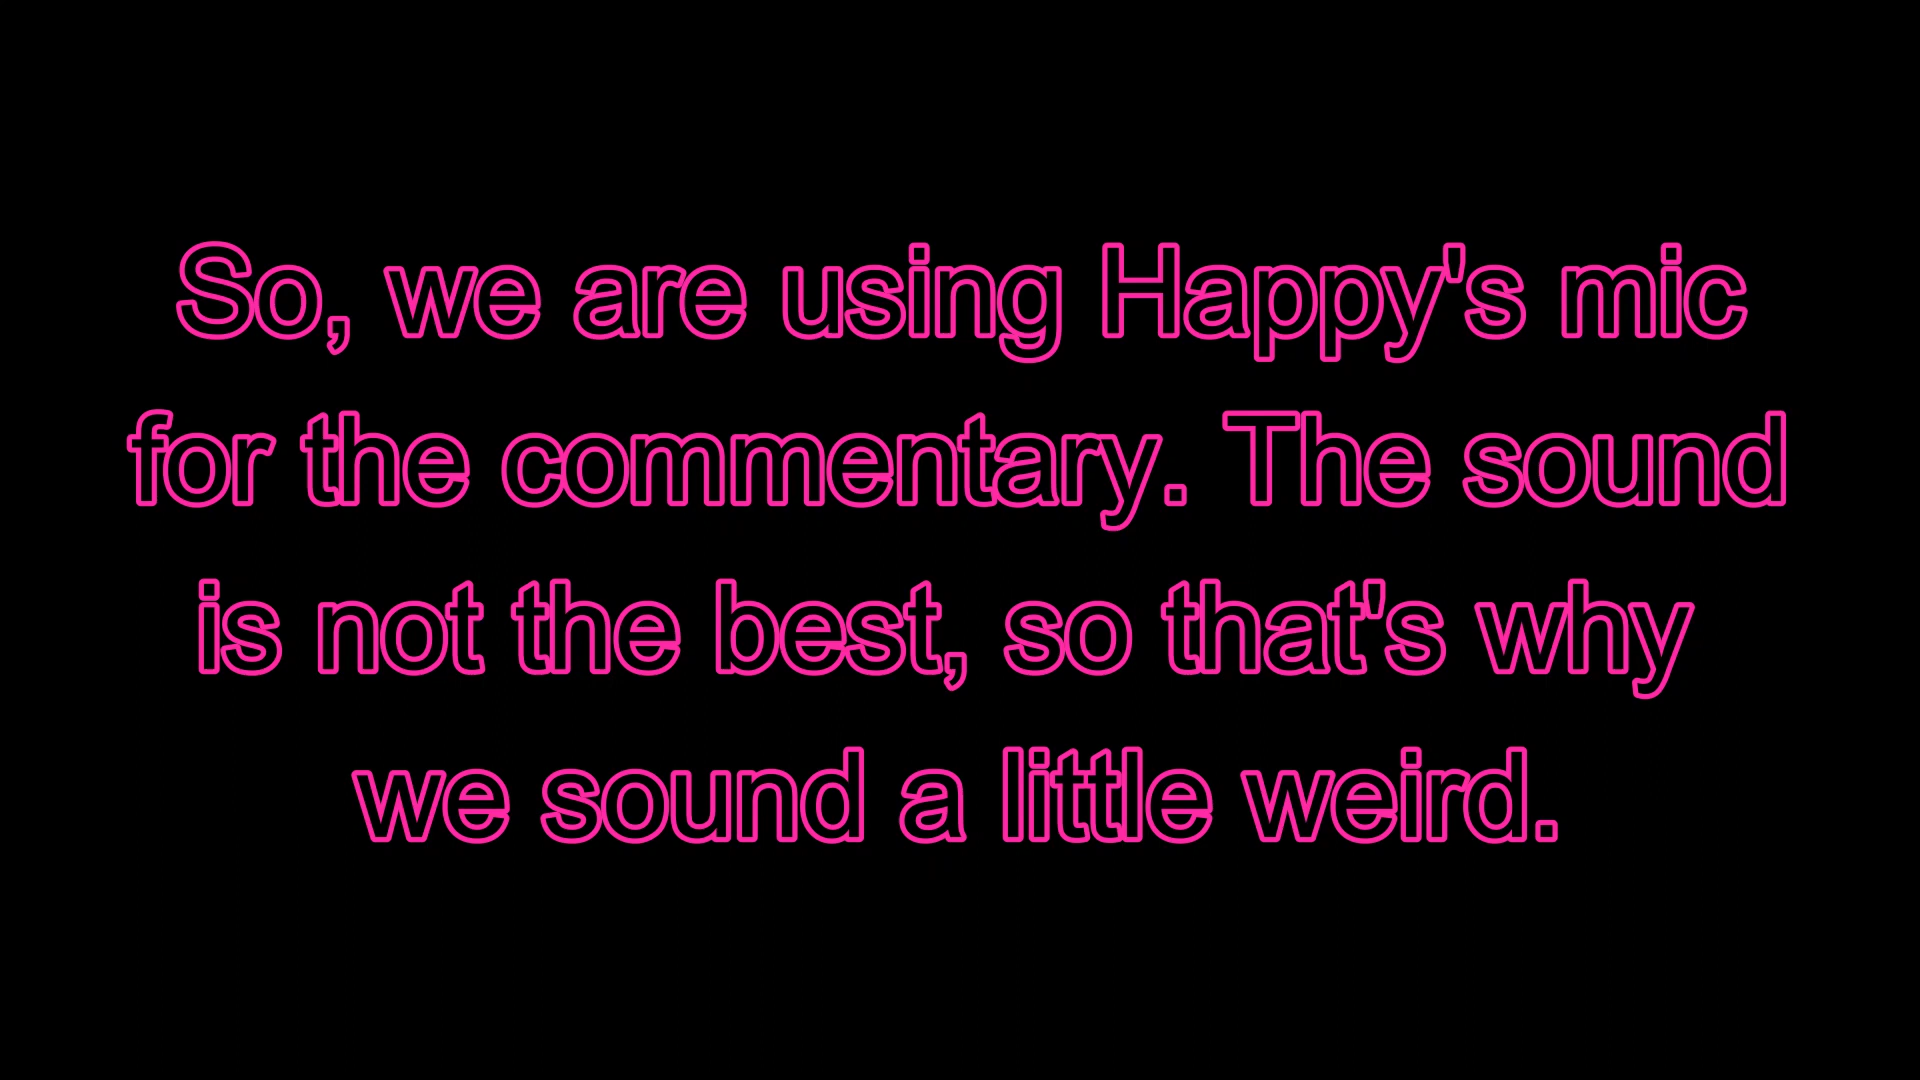 So, we are using Happy's mic
for the commentary. The sound
is not the best, so that's why
we sound a little weird.